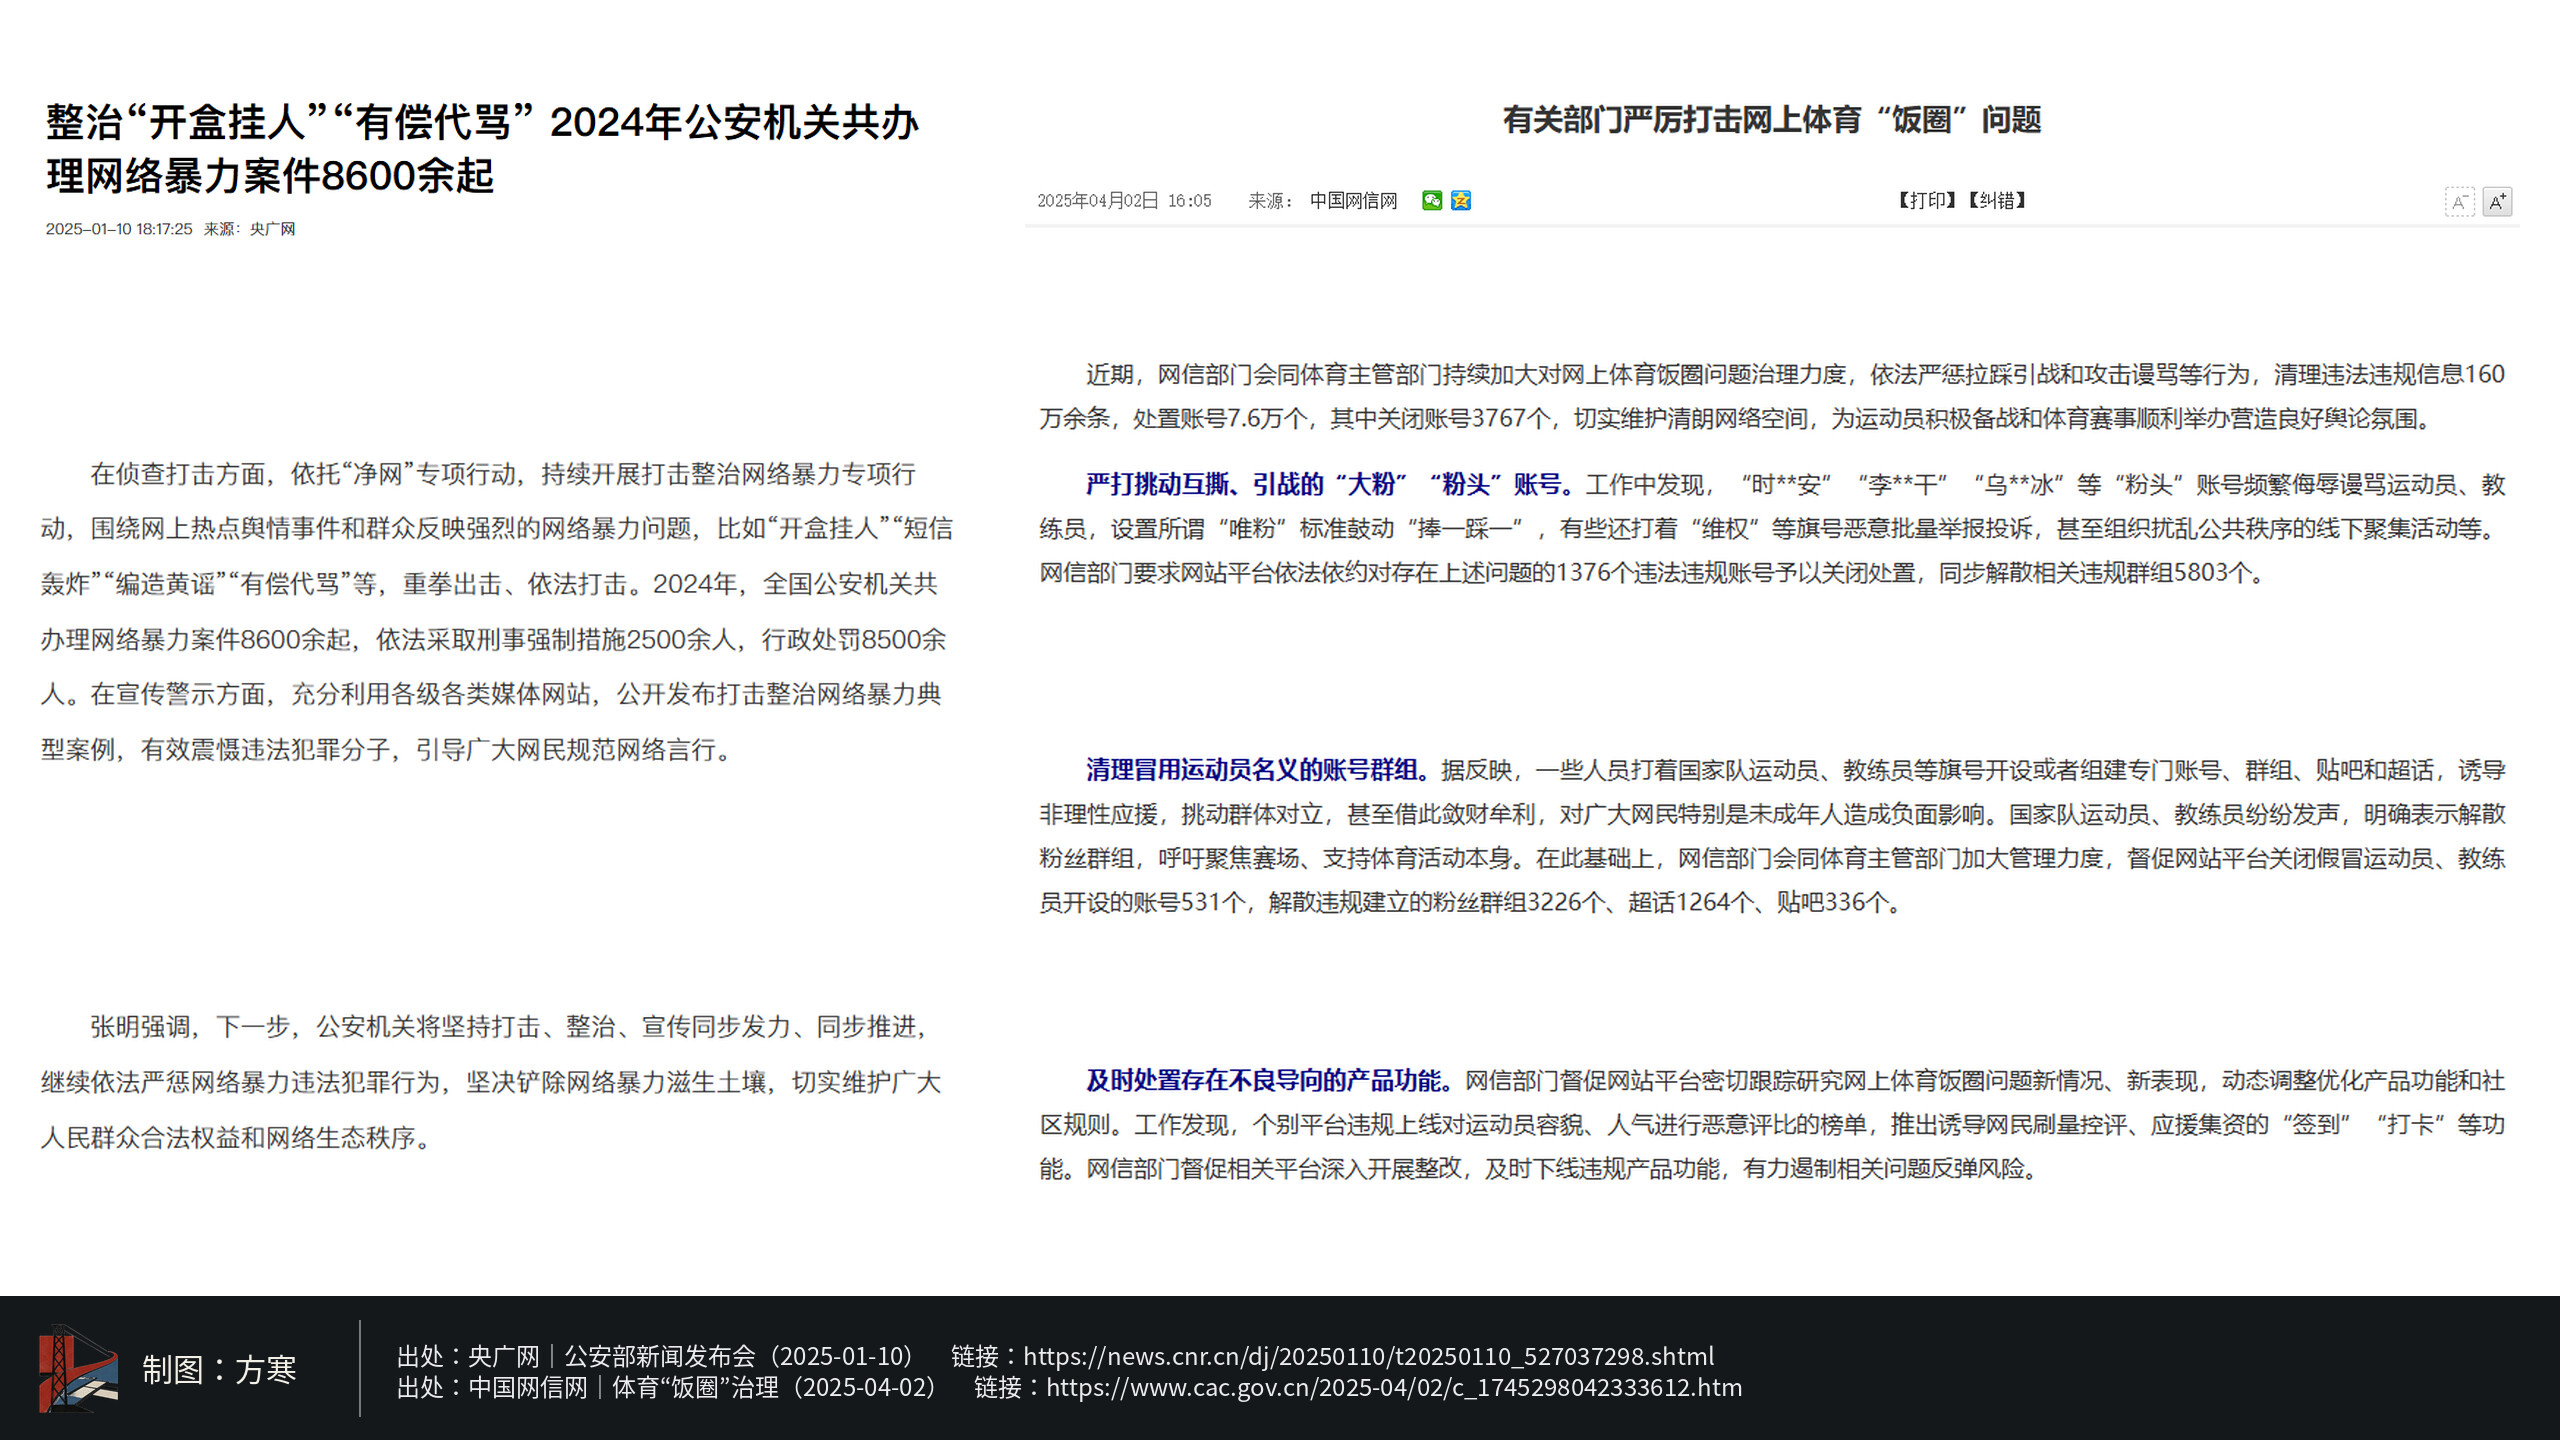 整治“开盒挂人”“有偿代骂” 2024年公安机关共办
理网络暴力案件8600余起
2025-01-10 18:17:25 来源：央广网
在侦查打击方面，依托“净网”专项行动，持续开展打击整治网络暴力专项行
动，围绕网上热点舆情事件和群众反映强烈的网络暴力问题，比如“开盒挂人”“短信
轰炸”“编造黄谣”“有偿代骂”等，重拳出击、依法打击。2024年，全国公安机关共
办理网络暴力案件8600余起，依法采取刑事强制措施2500余人，行政处罚8500余
人。在宣传警示方面，充分利用各级各类媒体网站，公开发布打击整治网络暴力典
型案例，有效震慑违法犯罪分子，引导广大网民规范网络言行。
张明强调，下一步，公安机关将坚持打击、整治、宣传同步发力、同步推进，
继续依法严惩网络暴力违法犯罪行为，坚决铲除网络暴力滋生土壤，切实维护广大
人民群众合法权益和网络生态秩序。
有关部门严厉打击网上体育“饭圈”问题
2025年04月02日 16:05 来源： 中国网信网 【打印】【纠错】 A- A+
近期，网信部门会同体育主管部门持续加大对网上体育饭圈问题治理力度，依法严惩拉踩引战和攻击谩骂等行为，清理违法违规信息160
万余条，处置账号7.6万个，其中关闭账号3767个，切实维护清朗网络空间，为运动员积极备战和体育赛事顺利举办营造良好舆论氛围。
严打挑动互撕、引战的“大粉”“粉头”账号。工作中发现，“时**安”“李**干”“乌**冰”等“粉头”账号频繁侮辱谩骂运动员、教
练员，设置所谓“唯粉”标准鼓动“捧一踩一”，有些还打着“维权”等旗号恶意批量举报投诉，甚至组织扰乱公共秩序的线下聚集活动等。
网信部门要求网站平台依法依约对存在上述问题的1376个违法违规账号予以关闭处置，同步解散相关违规群组5803个。
清理冒用运动员名义的账号群组。据反映，一些人员打着国家队运动员、教练员等旗号开设或者组建专门账号、群组、贴吧和超话，诱导
非理性应援，挑动群体对立，甚至借此敛财牟利，对广大网民特别是未成年人造成负面影响。国家队运动员、教练员纷纷发声，明确表示解散
粉丝群组，呼吁聚焦赛场、支持体育活动本身。在此基础上，网信部门会同体育主管部门加大管理力度，督促网站平台关闭假冒运动员、教练
员开设的账号531个，解散违规建立的粉丝群组3226个、超话1264个、贴吧336个。
及时处置存在不良导向的产品功能。网信部门督促网站平台密切跟踪研究网上体育饭圈问题新情况、新表现，动态调整优化产品功能和社
区规则。工作发现，个别平台违规上线对运动员容貌、人气进行恶意评比的榜单，推出诱导网民刷量控评、应援集资的“签到”“打卡”等功
能。网信部门督促相关平台深入开展整改，及时下线违规产品功能，有力遏制相关问题反弹风险。
制图：方寒
出处：央广网｜公安部新闻发布会（2025-01-10） 链接：https://news.cnr.cn/dj/20250110/t20250110_527037298.shtml
出处：中国网信网｜体育“饭圈”治理（2025-04-02） 链接：https://www.cac.gov.cn/2025-04/02/c_1745298042333612.htm